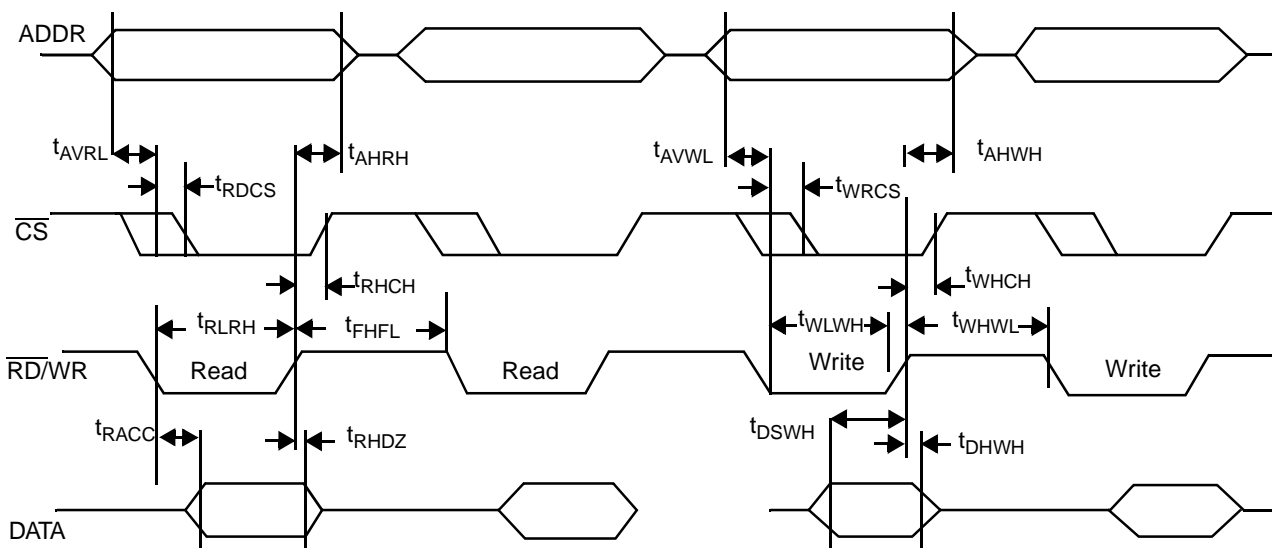 ADDR
tAVRL
tAHRH
tAVWL
tAHWH
tRDCS
tWRCS
CS
tRHCH
tWHCH
tRLRH
tFHFL
tWLWH
tWHWL
RD/WR
Read
Read
Write
Write
tRACC
tRHDZ
tDSWH
tDHWH
DATA